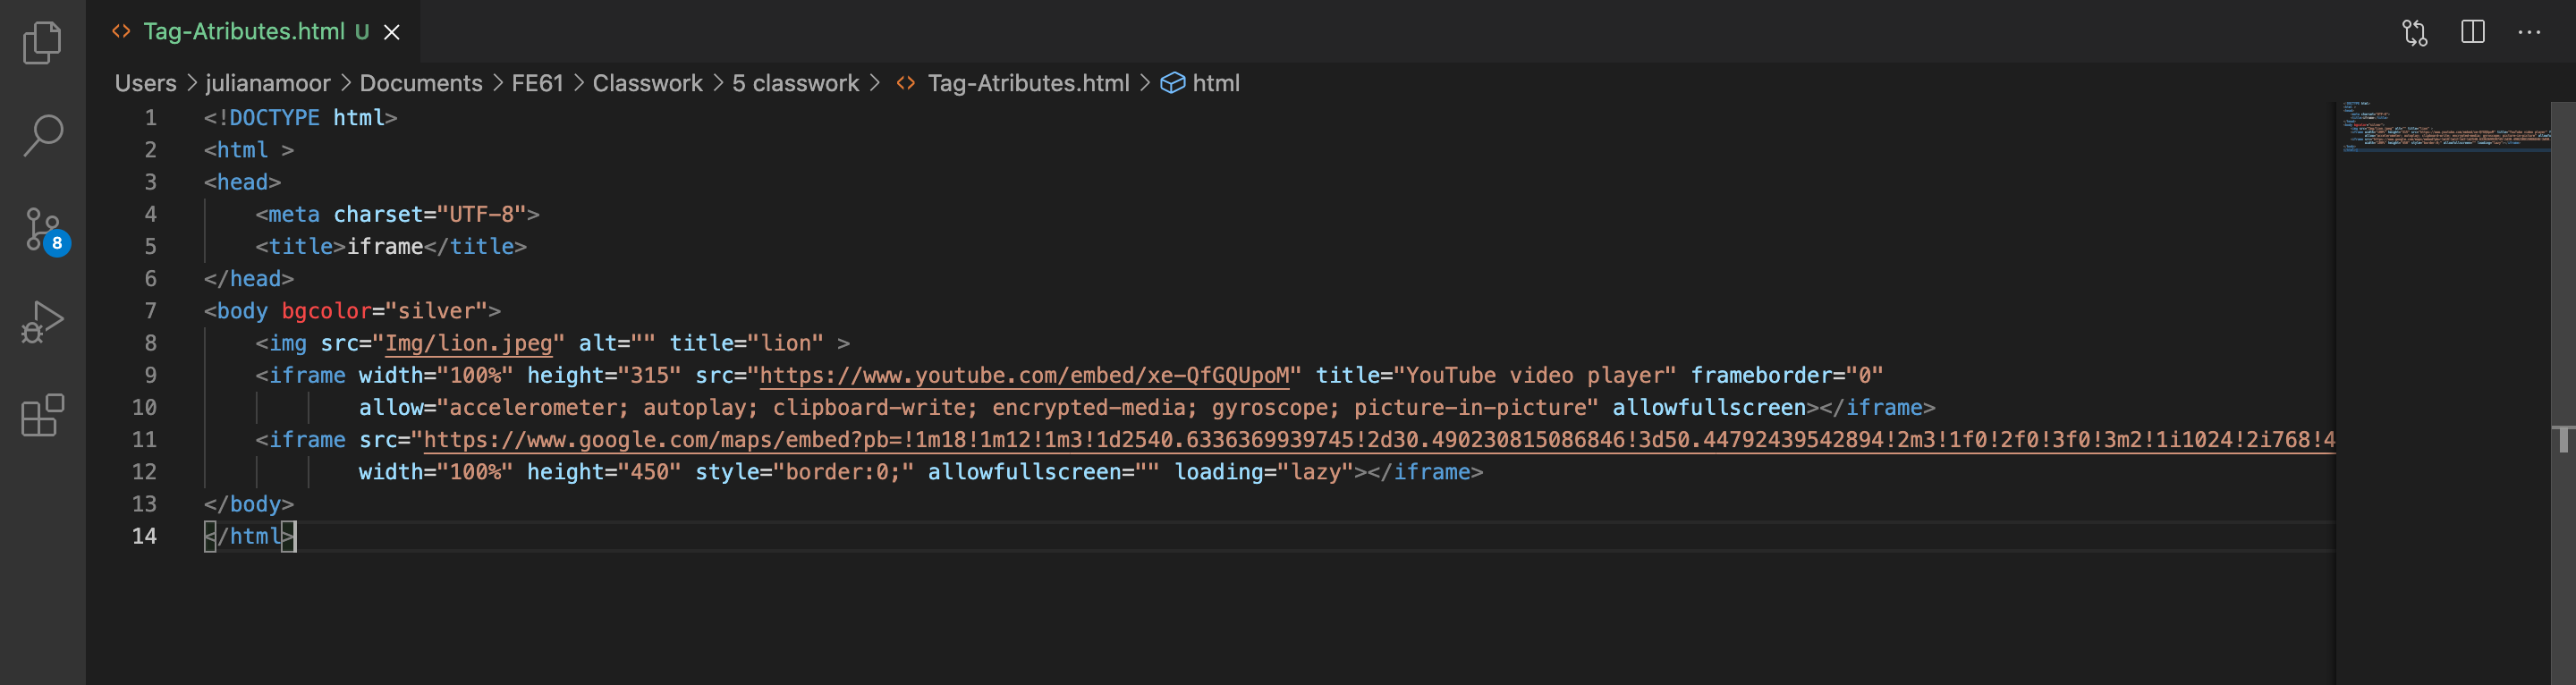 Tag-Atributes.html U
Users > julianamoor > Documents > FE61 > Classwork > 5 classwork > Tag-Atributes.html > html
1 <!DOCTYPE html>
2 <html >
3 <head>
4     <meta charset="UTF-8">
5     <title>iframe</title>
6 </head>
7 <body bgcolor="silver">
8     <img src="Img/lion.jpeg" alt="" title="lion" >
9     <iframe width="100%" height="315" src="https://www.youtube.com/embed/xe-QfGQUpoM" title="YouTube video player" frameborder="0"
10             allow="accelerometer; autoplay; clipboard-write; encrypted-media; gyroscope; picture-in-picture" allowfullscreen></iframe>
11     <iframe src="https://www.google.com/maps/embed?pb=!1m18!1m12!1m3!1d2540.6336369939745!2d30.490230815086846!3d50.44792439542894!2m3!1f0!2f0!3f0!3m2!1i1024!2i768!4
12             width="100%" height="450" style="border:0;" allowfullscreen="" loading="lazy"></iframe>
13 </body>
14 </html>
8